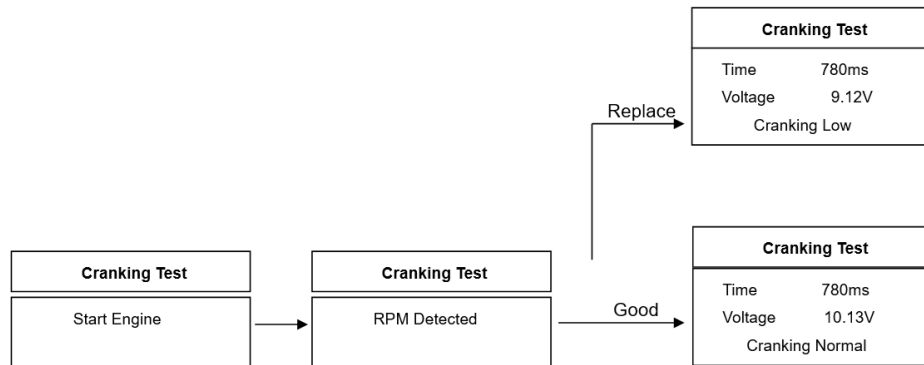 Cranking Test
Time 780ms
Voltage 9.12V
Cranking Low
Replace
Cranking Test
Start Engine
Cranking Test
RPM Detected
Good
Cranking Test
Time 780ms
Voltage 10.13V
Cranking Normal